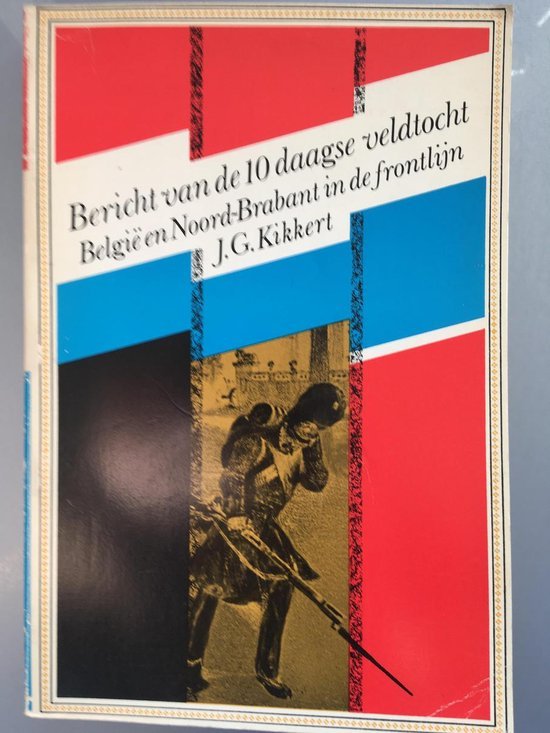 Bericht van de 10 daagse veldtocht
België en Noord-Brabant in de frontlijn
J.G. Kikkert